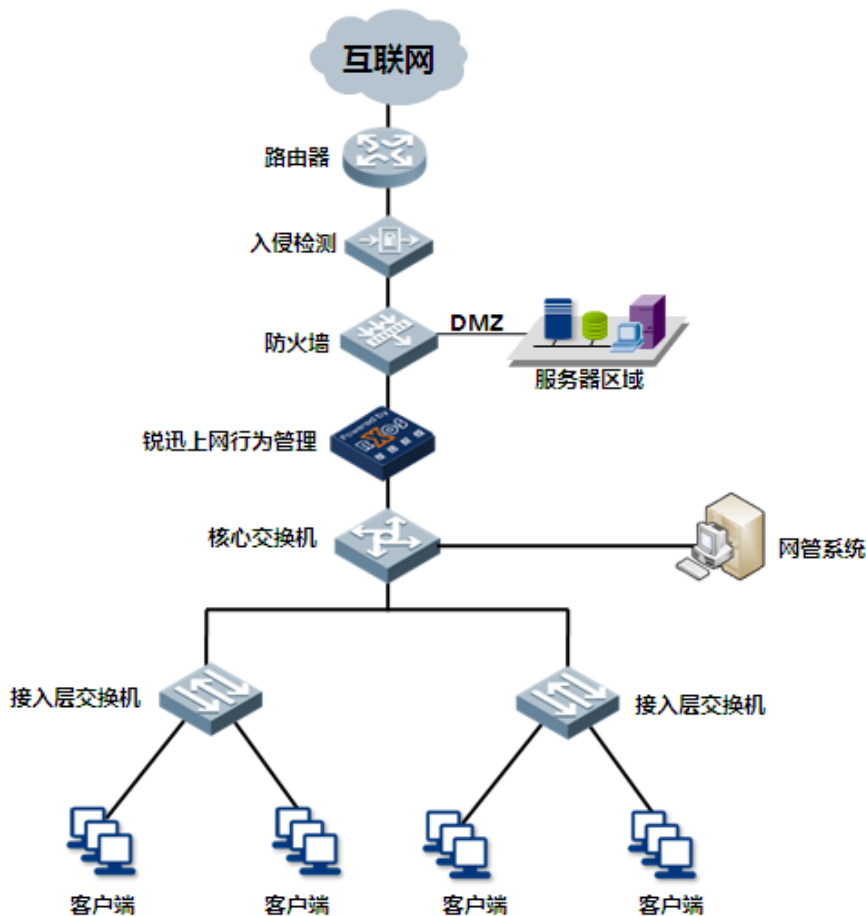 互联网
路由器
入侵检测
防火墙
DMZ
服务器区域
锐迅上网行为管理
Powered by
核心交换机
网管系统
接入层交换机
接入层交换机
客户端
客户端
客户端
客户端